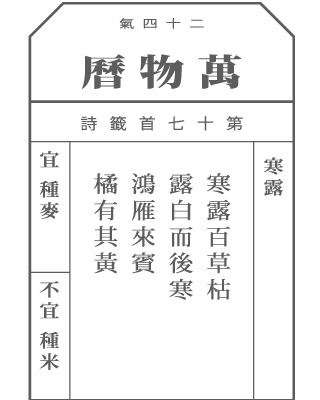 二十四氣
萬物曆
第十七首籤詩
寒露
寒露百草枯
露白而後寒
鴻雁來賓
橘有其黃
宜 種麥
不宜 種米